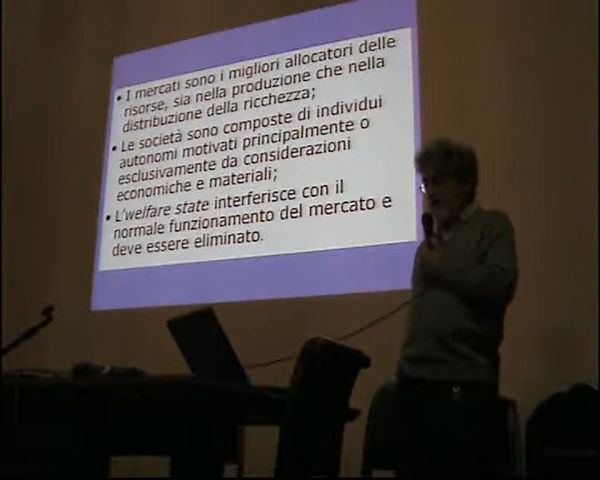 • I mercati sono i migliori allocatori delle
risorse, sia nella produzione che nella
distribuzione della ricchezza;
• Le società sono composte di individui
autonomi motivati principalmente o
esclusivamente da considerazioni
economiche e materiali;
• L'welfare state interferisce con il
normale funzionamento del mercato e
deve essere eliminato.